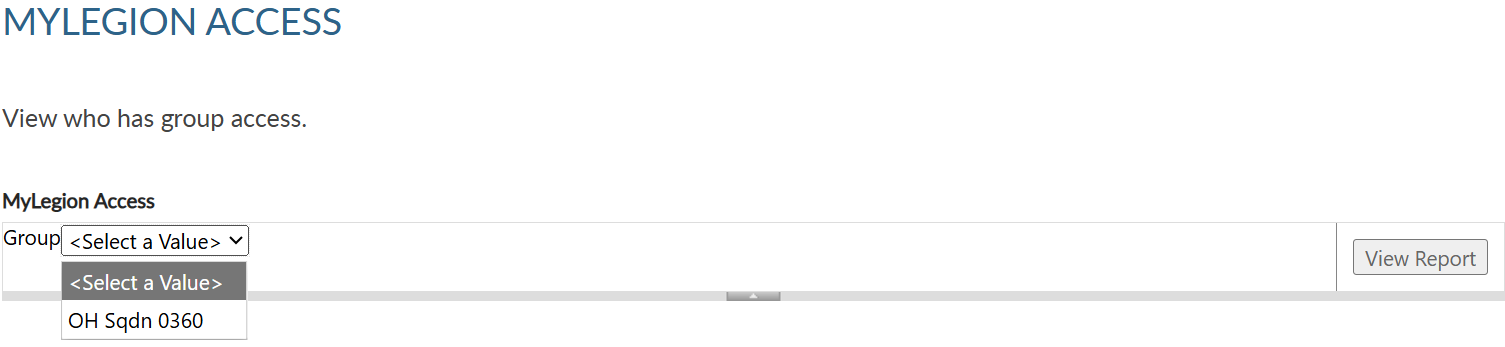 MYLEGION ACCESS
View who has group access.
MyLegion Access
Group <Select a Value>
View Report
<Select a Value>
OH Sqdn 0360